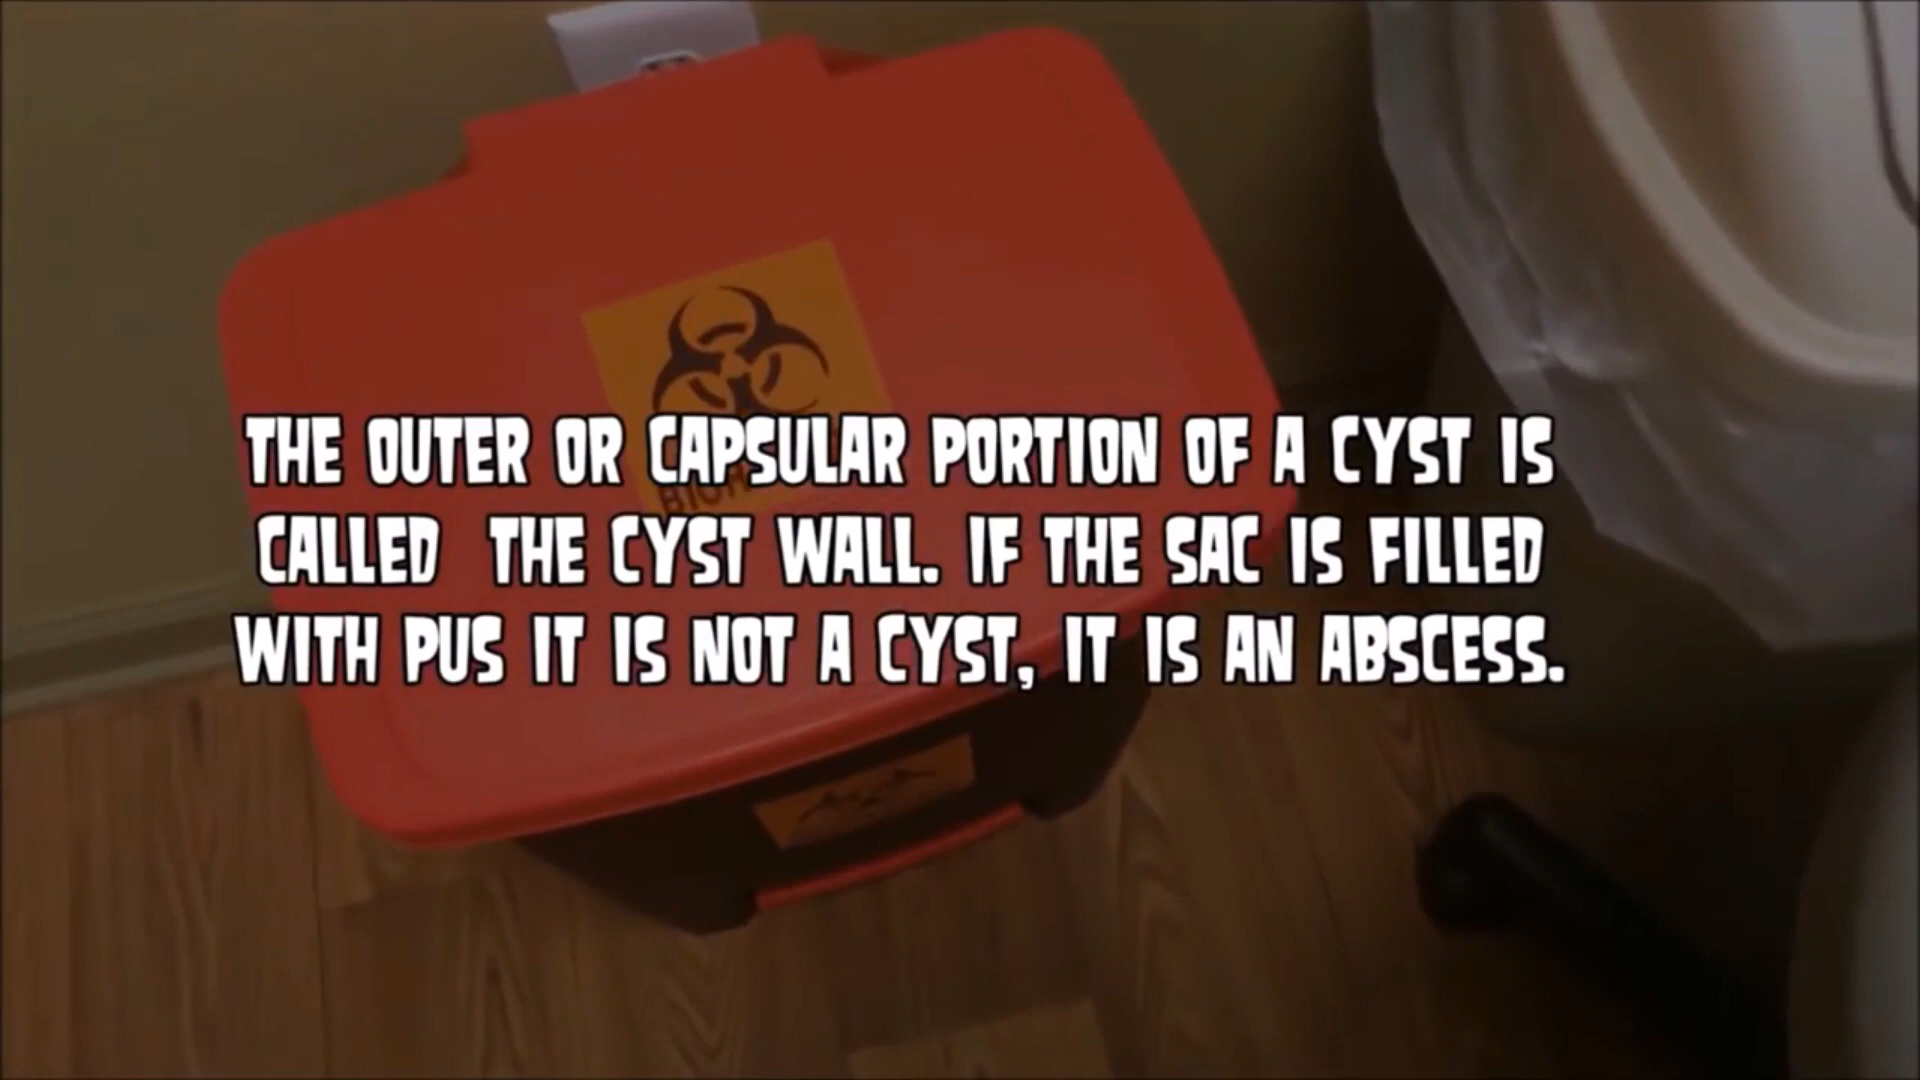 THE OUTER OR CAPSULAR PORTION OF A CYST IS
CALLED THE CYST WALL. IF THE SAC IS FILLED
WITH PUS IT IS NOT A CYST, IT IS AN ABSCESS.